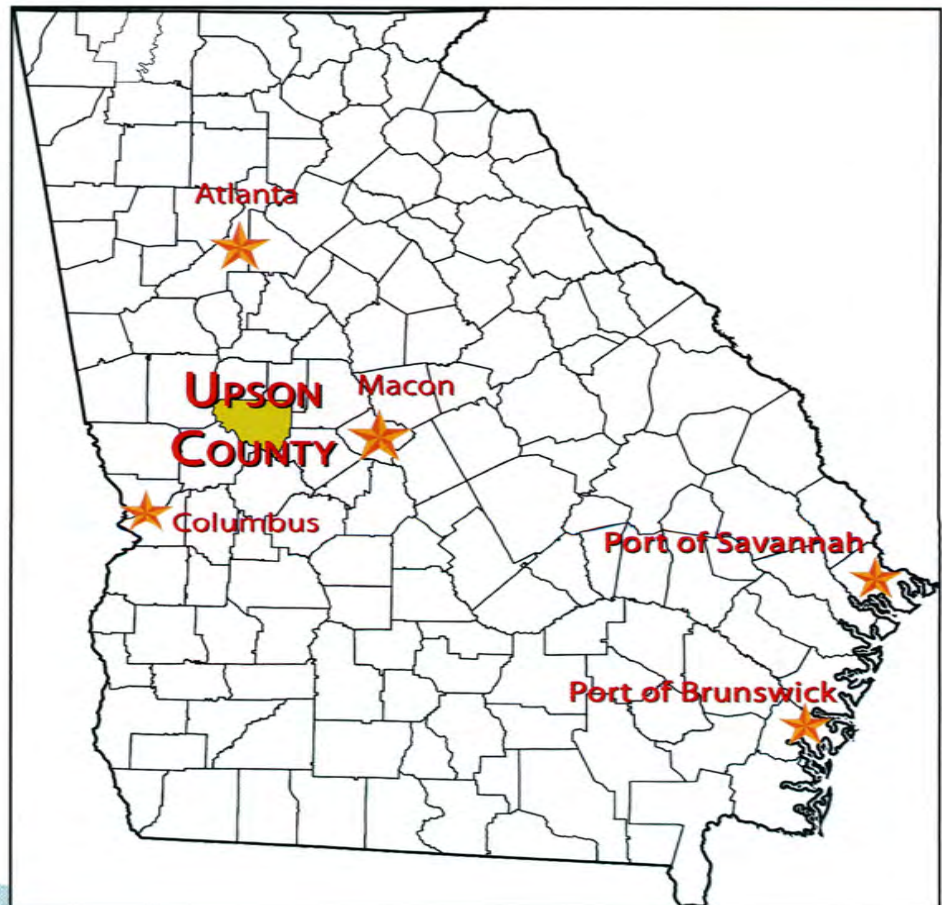 Atlanta
UPSON
COUNTY
Macon
Columbus
Port of Savannah
Port of Brunswick